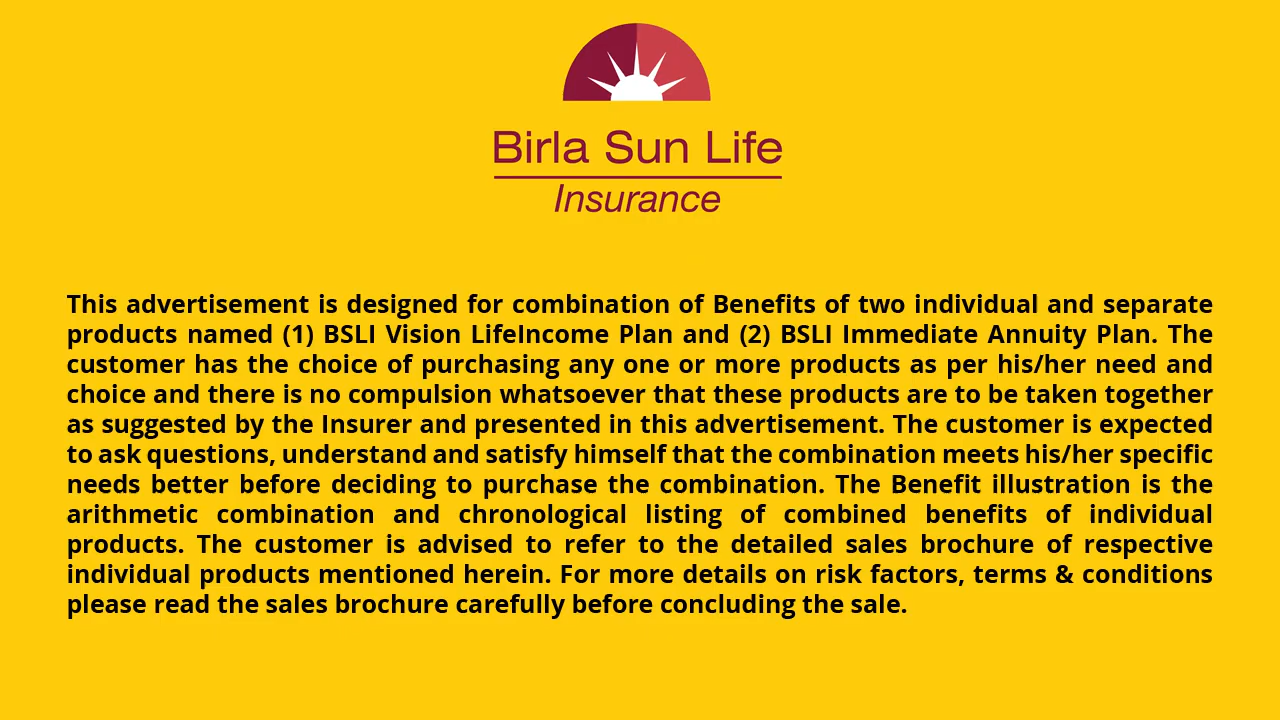 Birla Sun Life
Insurance
This advertisement is designed for combination of Benefits of two individual and separate
products named (1) BSLI Vision LifeIncome Plan and (2) BSLI Immediate Annuity Plan. The
customer has the choice of purchasing any one or more products as per his/her need and
choice and there is no compulsion whatsoever that these products are to be taken together
as suggested by the Insurer and presented in this advertisement. The customer is expected
to ask questions, understand and satisfy himself that the combination meets his/her specific
needs better before deciding to purchase the combination. The Benefit illustration is the
arithmetic combination and chronological listing of combined benefits of individual
products. The customer is advised to refer to the detailed sales brochure of respective
individual products mentioned herein. For more details on risk factors, terms & conditions
please read the sales brochure carefully before concluding the sale.